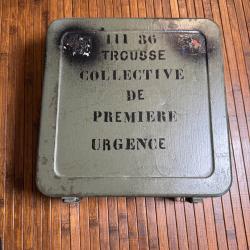 111 86
TROUSSE
COLLECTIVE
DE
PREMIERE
URGENCE